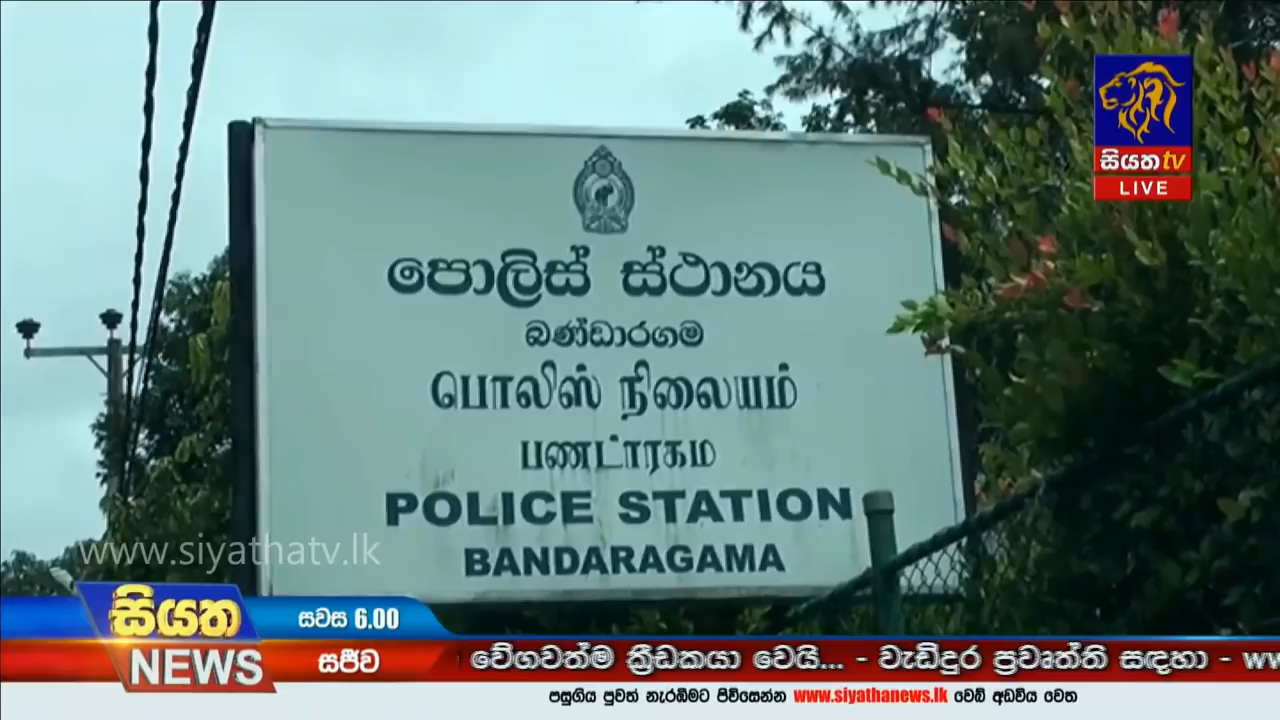 සියත tv
LIVE
පොලිස් ස්ථානය
බණ්ඩාරගම
பொலிஸ் நிலையம்
பணடாரகம
POLICE STATION
BANDARAGAMA
www.siyathatv.lk
සියත
NEWS
සවස 6.00
සජීව
වේගවත්ම ක්‍රීඩකයා වෙයි... - වැඩිදුර ප්‍රවෘත්ති සඳහා -
පසුගිය පුවත් නැරඹීමට පිවිසෙන්න www.siyathanews.lk වෙබ් අඩවිය වෙත